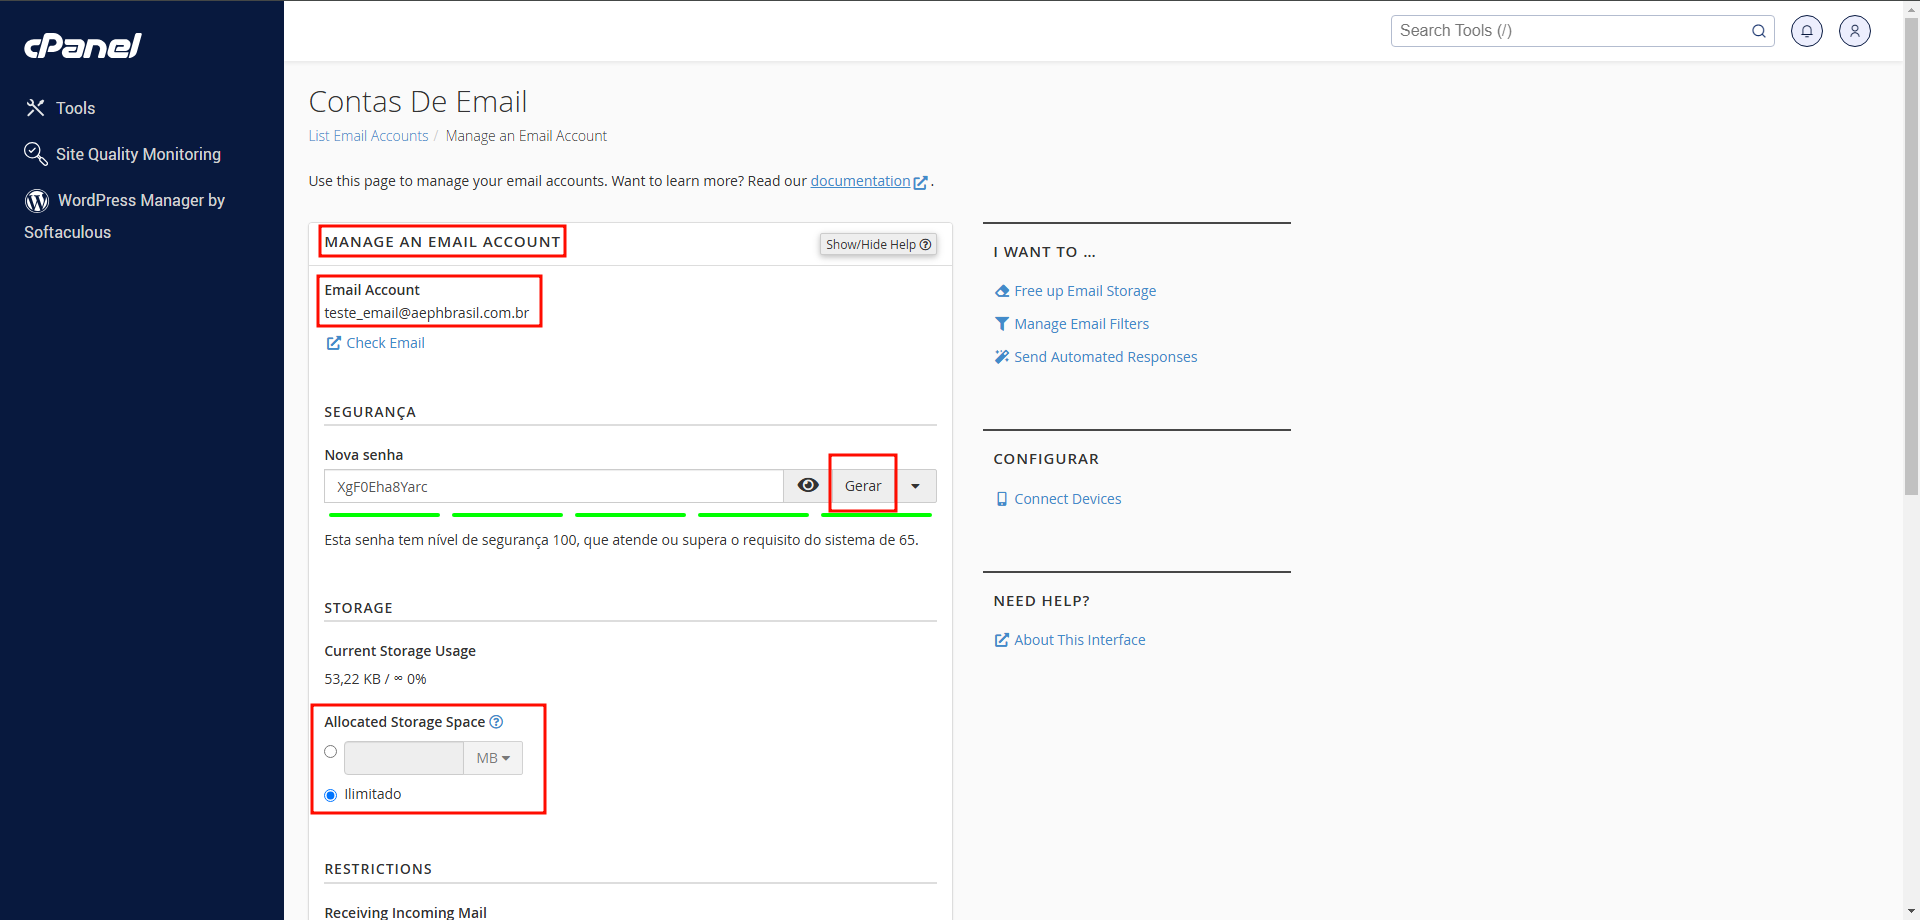 cPanel
Tools
Site Quality Monitoring
WordPress Manager by
Softaculous
Search Tools (/)
Contas De Email
List Email Accounts / Manage an Email Account
Use this page to manage your email accounts. Want to learn more? Read our documentation .
MANAGE AN EMAIL ACCOUNT
Show/Hide Help
Email Account
teste_email@aephbrasil.com.br
Check Email
SEGURANÇA
Nova senha
XgF0Eha8Yarc
Gerar
Esta senha tem nível de segurança 100, que atende ou supera o requisito do sistema de 65.
STORAGE
Current Storage Usage
53,22 KB / ∞ 0%
Allocated Storage Space
MB
Ilimitado
RESTRICTIONS
Receiving Incoming Mail
I WANT TO ...
Free up Email Storage
Manage Email Filters
Send Automated Responses
CONFIGURAR
Connect Devices
NEED HELP?
About This Interface